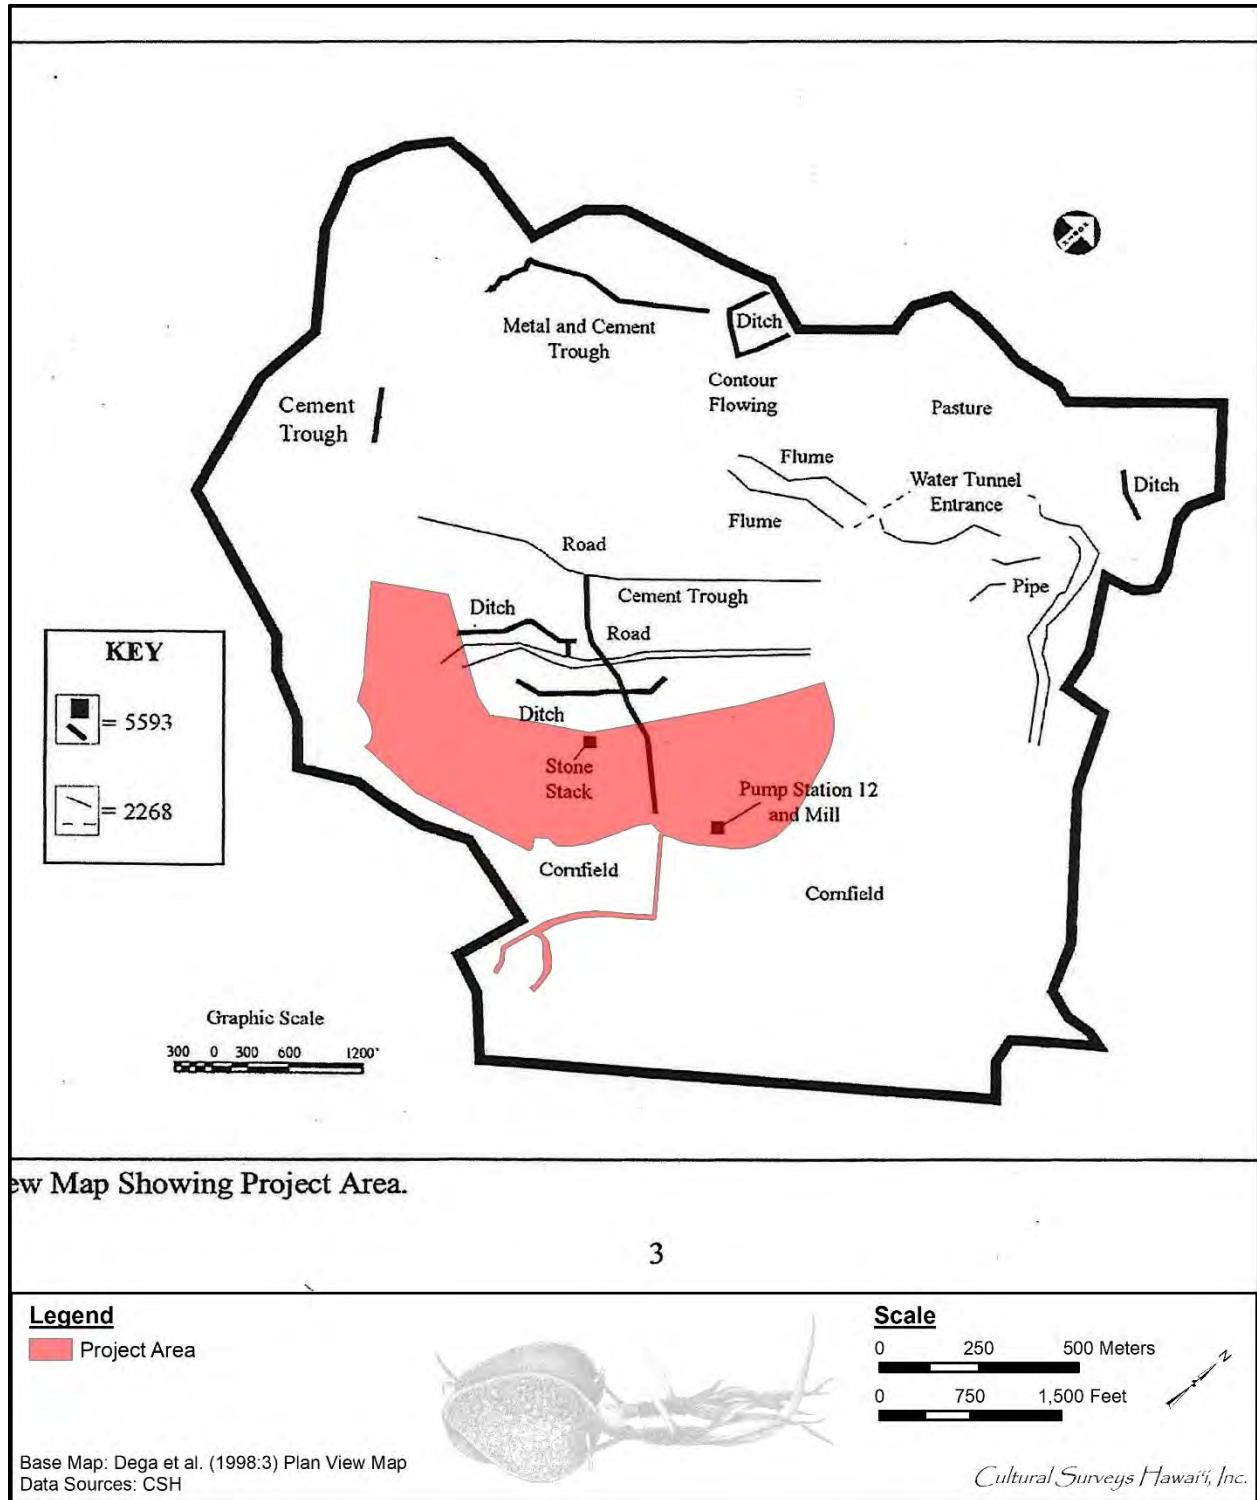 Metal and Cement
Trough
Ditch
Contour
Flowing
Pasture
Cement
Trough
Flume
Water Tunnel
Entrance
Ditch
Flume
Road
Pipe
Cement Trough
Ditch
Road
KEY
= 5593
= 2268
Ditch
Stone
Stack
Pump Station 12
and Mill
Cornfield
Cornfield
Graphic Scale
300 0 300 600 1200'
ew Map Showing Project Area.
3
Legend
Project Area
Scale
0 250 500 Meters
0 750 1,500 Feet
N
Base Map: Dega et al. (1998:3) Plan View Map
Data Sources: CSH
Cultural Surveys Hawaiʻi, Inc.